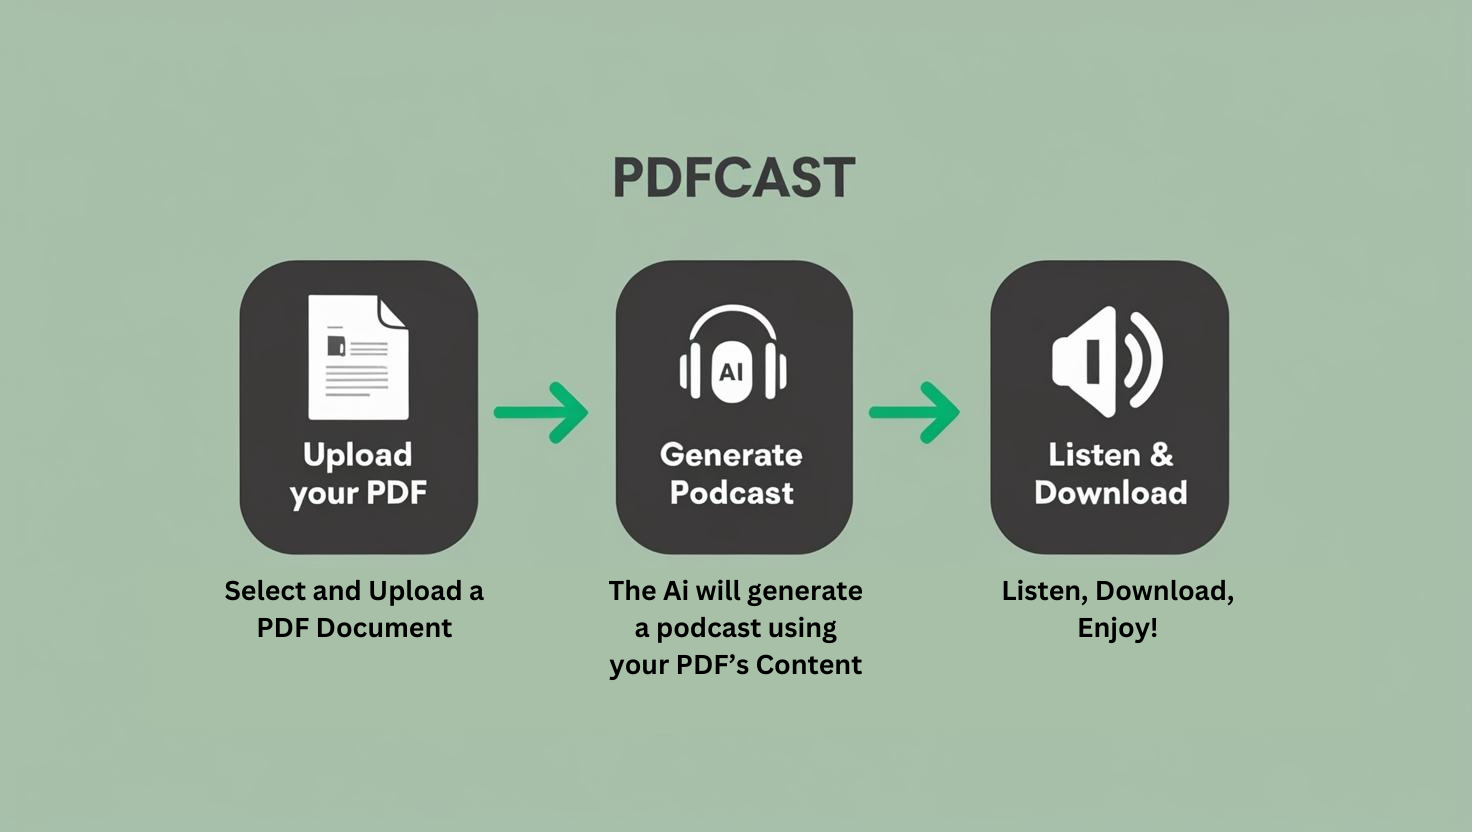 PDFCAST
AI
Upload
your PDF
Generate
Podcast
Listen &
Download
Select and Upload a
PDF Document
The Ai will generate
a podcast using
your PDF’s Content
Listen, Download,
Enjoy!